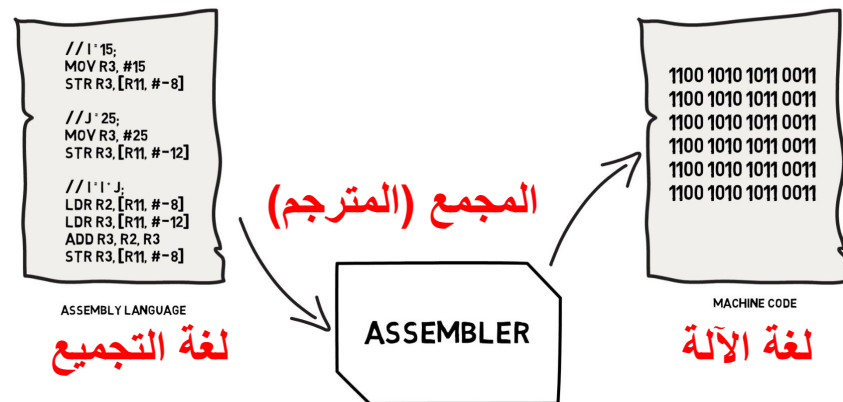 //I=15;
MOV R3, #15
STR R3, [R11, #-8]
//J=25;
MOV R3, #25
STR R3, [R11, #-12]
//I=I+J;
LDR R2, [R11, #-8]
LDR R3, [R11, #-12]
ADD R3, R2, R3
STR R3, [R11, #-8]
ASSEMBLY LANGUAGE
لغة التجميع
المجمع (المترجم)
ASSEMBLER
1100 1010 1011 0011
1100 1010 1011 0011
1100 1010 1011 0011
1100 1010 1011 0011
1100 1010 1011 0011
1100 1010 1011 0011
MACHINE CODE
لغة الآلة